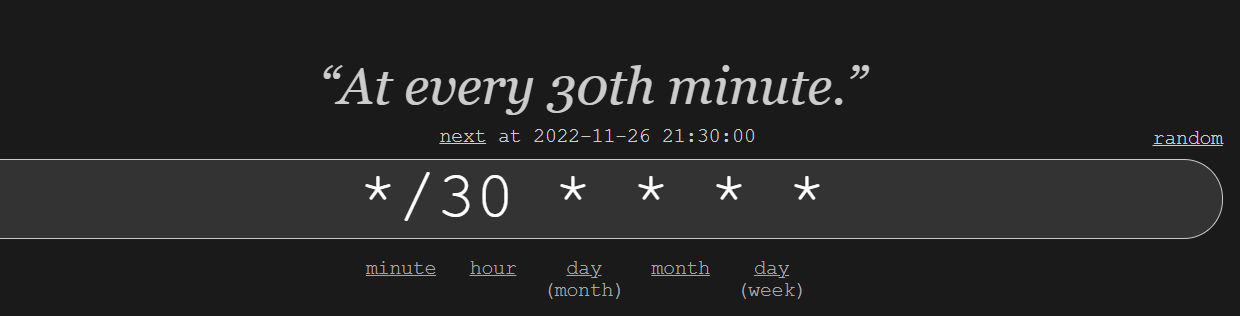 “At every 30th minute.”
next at 2022-11-26 21:30:00
random
*/30 * * * *
minute hour day month day
(month) (week)